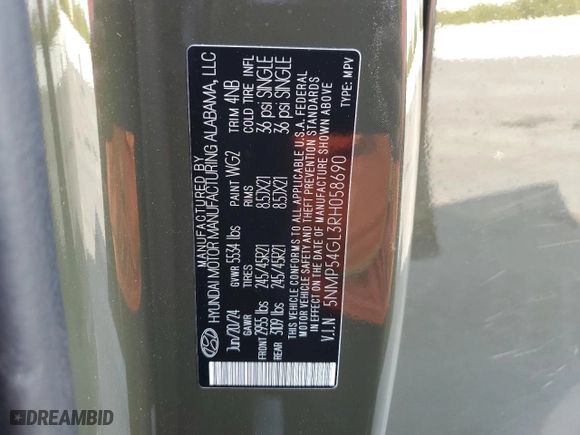 MANUFACTURED BY
HYUNDAI MOTOR MANUFACTURING ALABAMA, LLC
Jun/20/24 GVWR 5534 lbs PAINT WG2 TRIM 4NB
GAWR TIRES RIMS COLD TIRE INFL
FRONT 2955 lbs 245/45R21 8.5JX21 36 psi SINGLE
REAR 3109 lbs 245/45R21 8.5JX21 36 psi SINGLE
THIS VEHICLE CONFORMS TO ALL APPLICABLE U.S.A. FEDERAL
MOTOR VEHICLE SAFETY AND THEFT PREVENTION STANDARDS
IN EFFECT ON THE DATE OF MANUFACTURE SHOWN ABOVE
V.I.N 5NMP54GL3RH058690 TYPE: MPV
DREAMBID